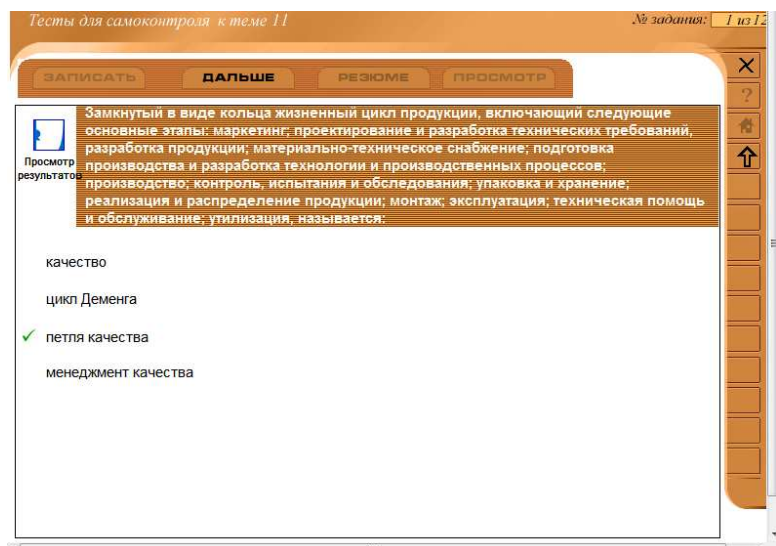 Тесты для самоконтроля к теме 11
№ задания: 1 из 12
ЗАПИСАТЬ ДАЛЬШЕ РЕЗЮМЕ ПРОСМОТР
?
Просмотр
результатов
Замкнутый в виде кольца жизненный цикл продукции, включающий следующие
основные этапы: маркетинг; проектирование и разработка технических требований,
разработка продукции; материально-техническое снабжение; подготовка
производства и разработка технологии и производственных процессов;
производство; контроль, испытания и обследования; упаковка и хранение;
реализация и распределение продукции; монтаж; эксплуатация; техническая помощь
и обслуживание; утилизация, называется:
качество
цикл Деменга
петля качества
менеджмент качества